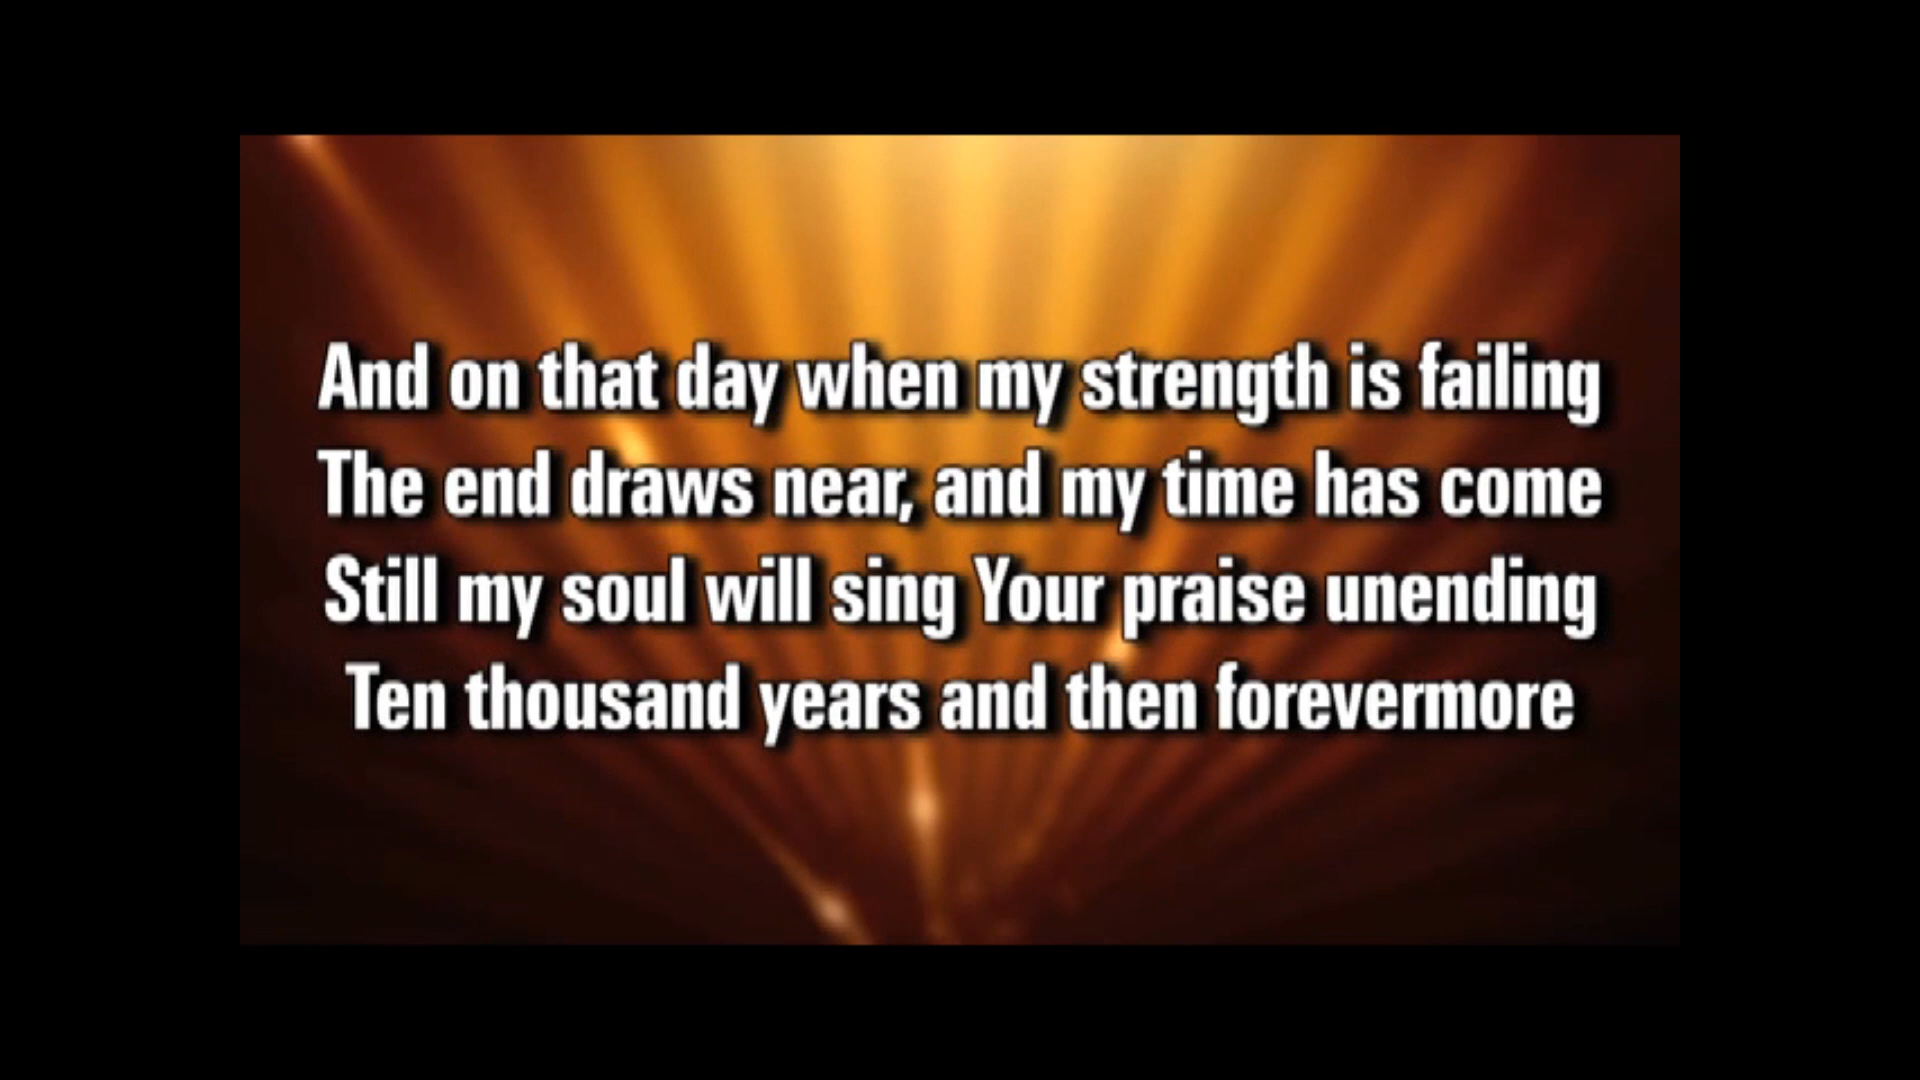 And on that day when my strength is failing
The end draws near, and my time has come
Still my soul will sing Your praise unending
Ten thousand years and then forevermore